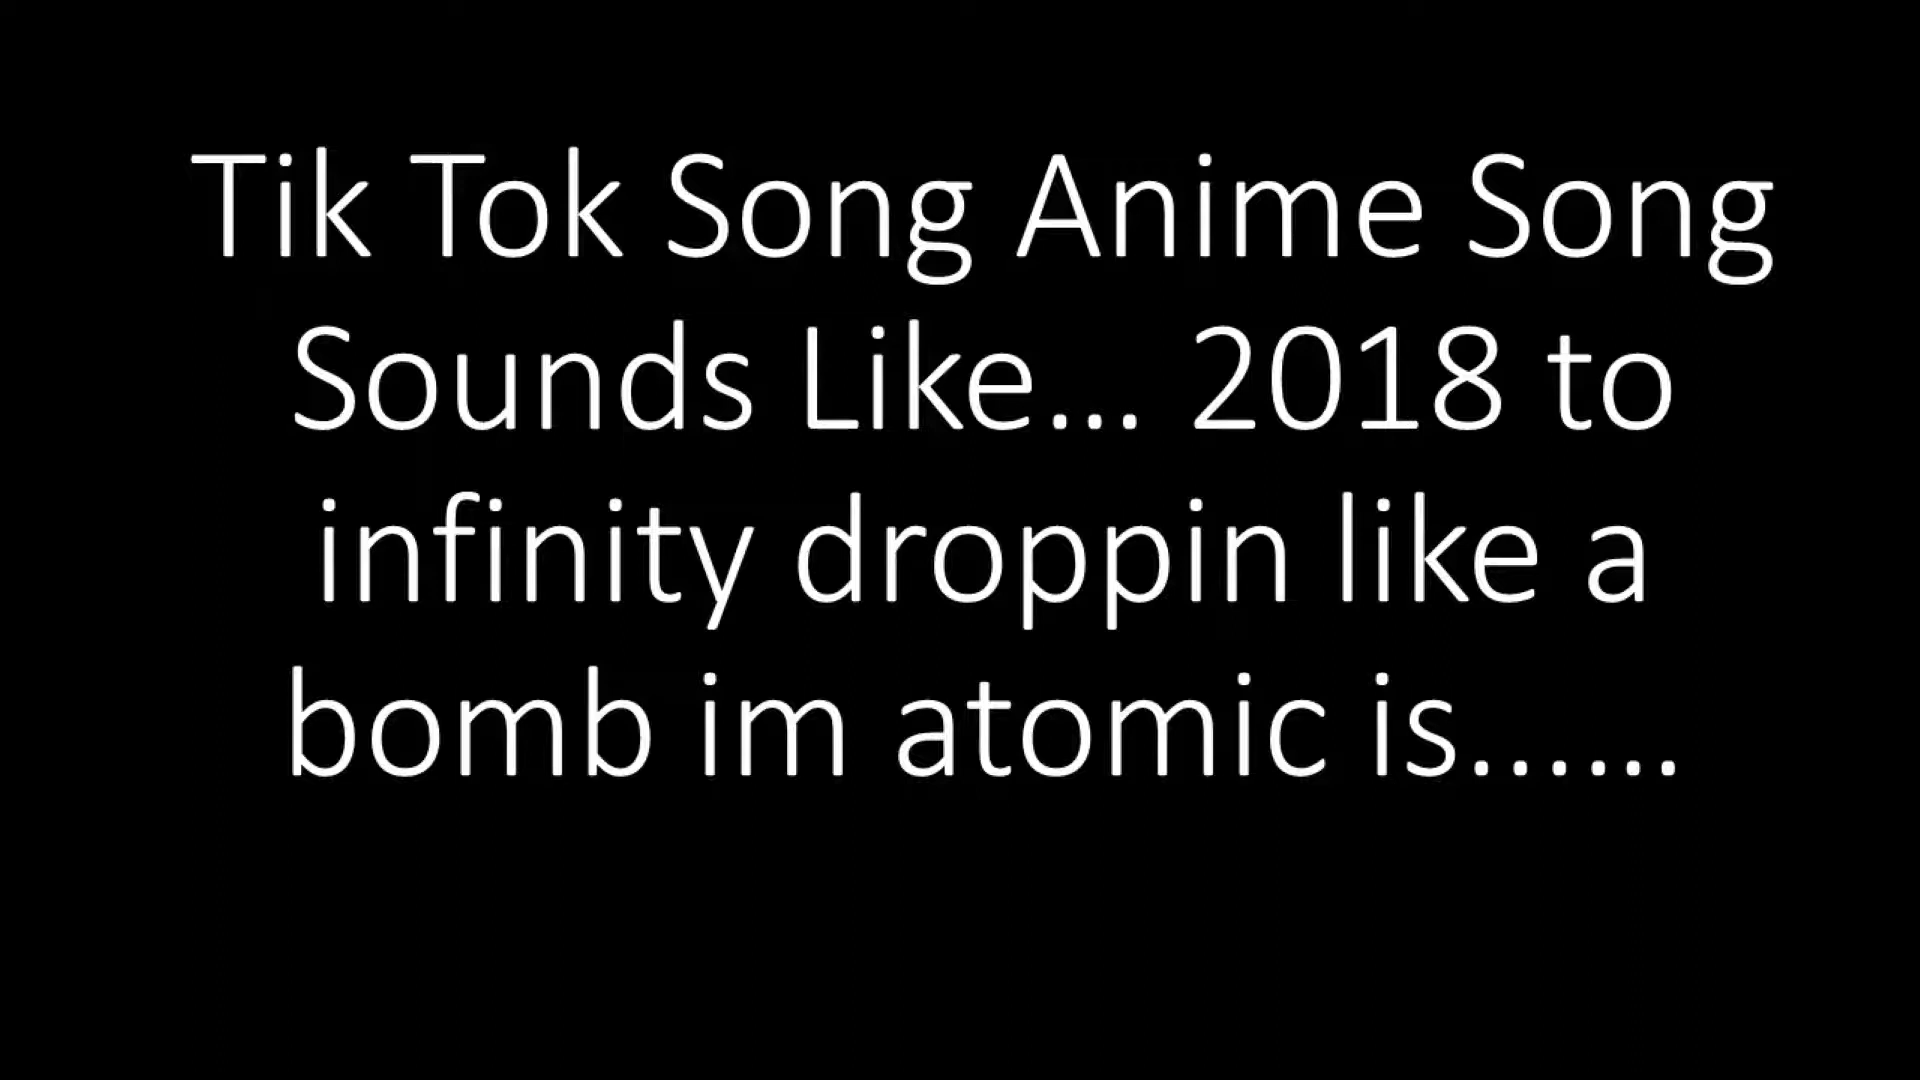 Tik Tok Song Anime Song
Sounds Like... 2018 to
infinity droppin like a
bomb im atomic is......